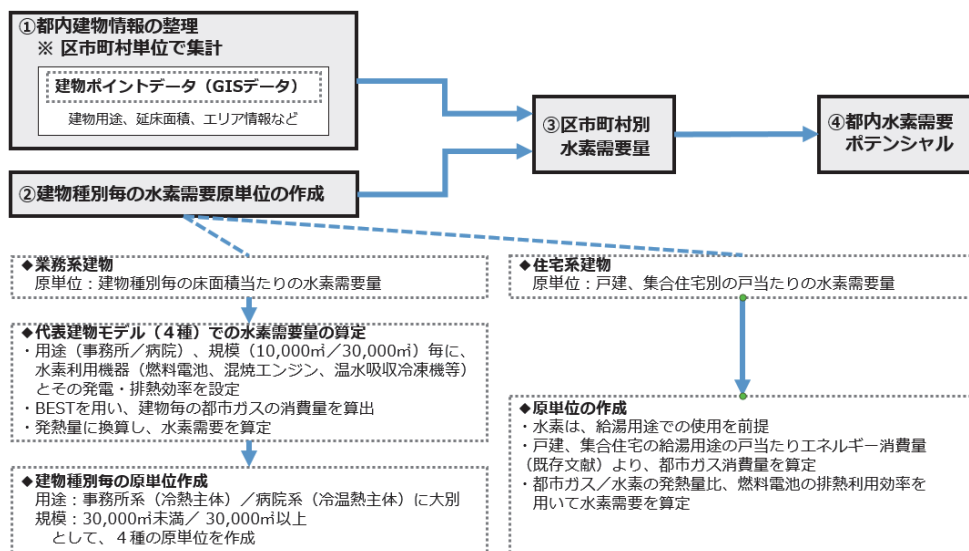 ①都内建物情報の整理
※ 区市町村単位で集計
建物ポイントデータ（GISデータ）
建物用途、延床面積、エリア情報など
②建物種別毎の水素需要原単位の作成
③区市町村別
水素需要量
④都内水素需要
ポテンシャル
◆業務系建物
原単位：建物種別毎の床面積当たりの水素需要量
◆代表建物モデル（４種）での水素需要量の算定
・用途（事務所／病院）、規模（10,000㎡／30,000㎡）毎に、
水素利用機器（燃料電池、混焼エンジン、温水吸収冷凍機等）
とその発電・排熱効率を設定
・BESTを用い、建物毎の都市ガスの消費量を算出
・発熱量に換算し、水素需要を算定
◆建物種別毎の原単位作成
用途：事務所系（冷熱主体）／病院系（冷温熱主体）に大別
規模：30,000㎡未満／ 30,000㎡以上
として、４種の原単位を作成
◆住宅系建物
原単位：戸建、集合住宅別の戸当たりの水素需要量
◆原単位の作成
・水素は、給湯用途での使用を前提
・戸建、集合住宅の給湯用途の戸当たりエネルギー消費量
（既存文献）より、都市ガス消費量を算定
・都市ガス／水素の発熱量比、燃料電池の排熱利用効率を
用いて水素需要を算定